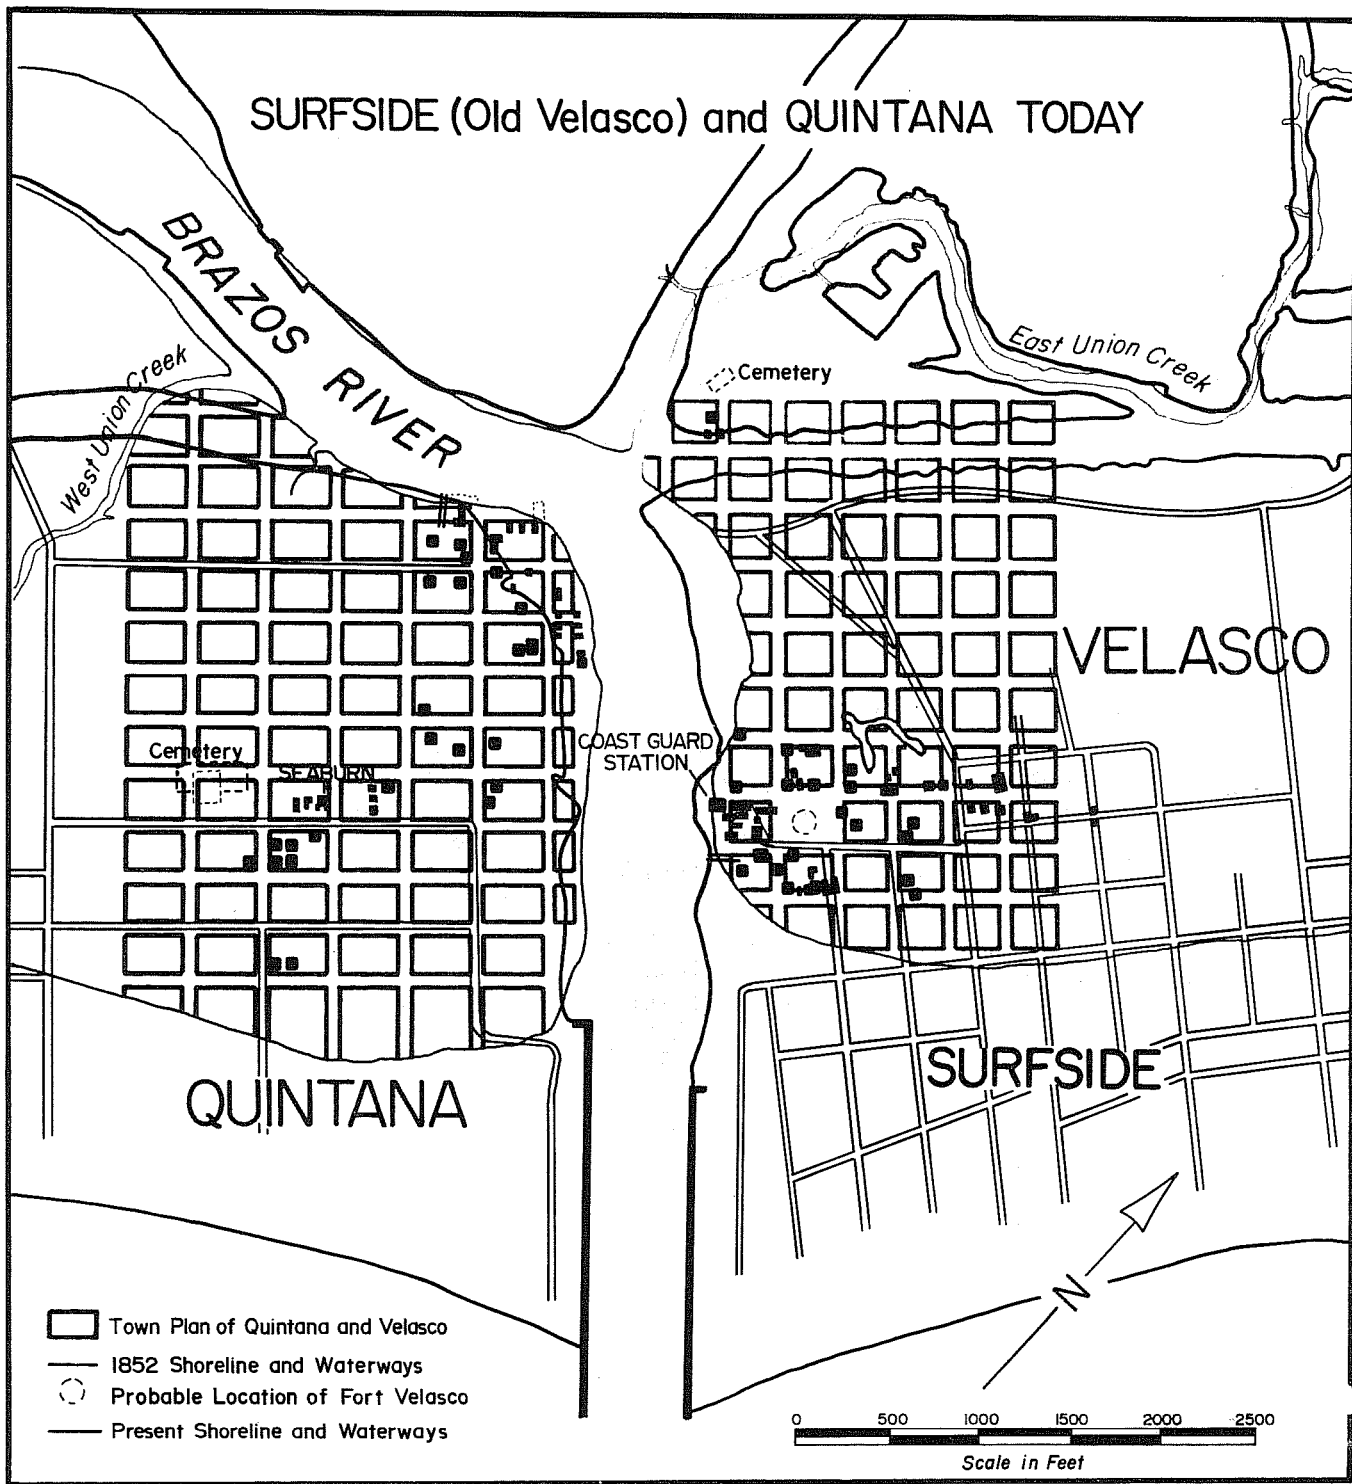 SURFSIDE (Old Velasco) and QUINTANA TODAY
BRAZOS RIVER
West Union Creek
East Union Creek
Cemetery
VELASCO
Cemetery
SEABURN
COAST GUARD
STATION
SURFSIDE
QUINTANA
N
Town Plan of Quintana and Velasco
1852 Shoreline and Waterways
Probable Location of Fort Velasco
Present Shoreline and Waterways
0 500 1000 1500 2000 2500
Scale in Feet